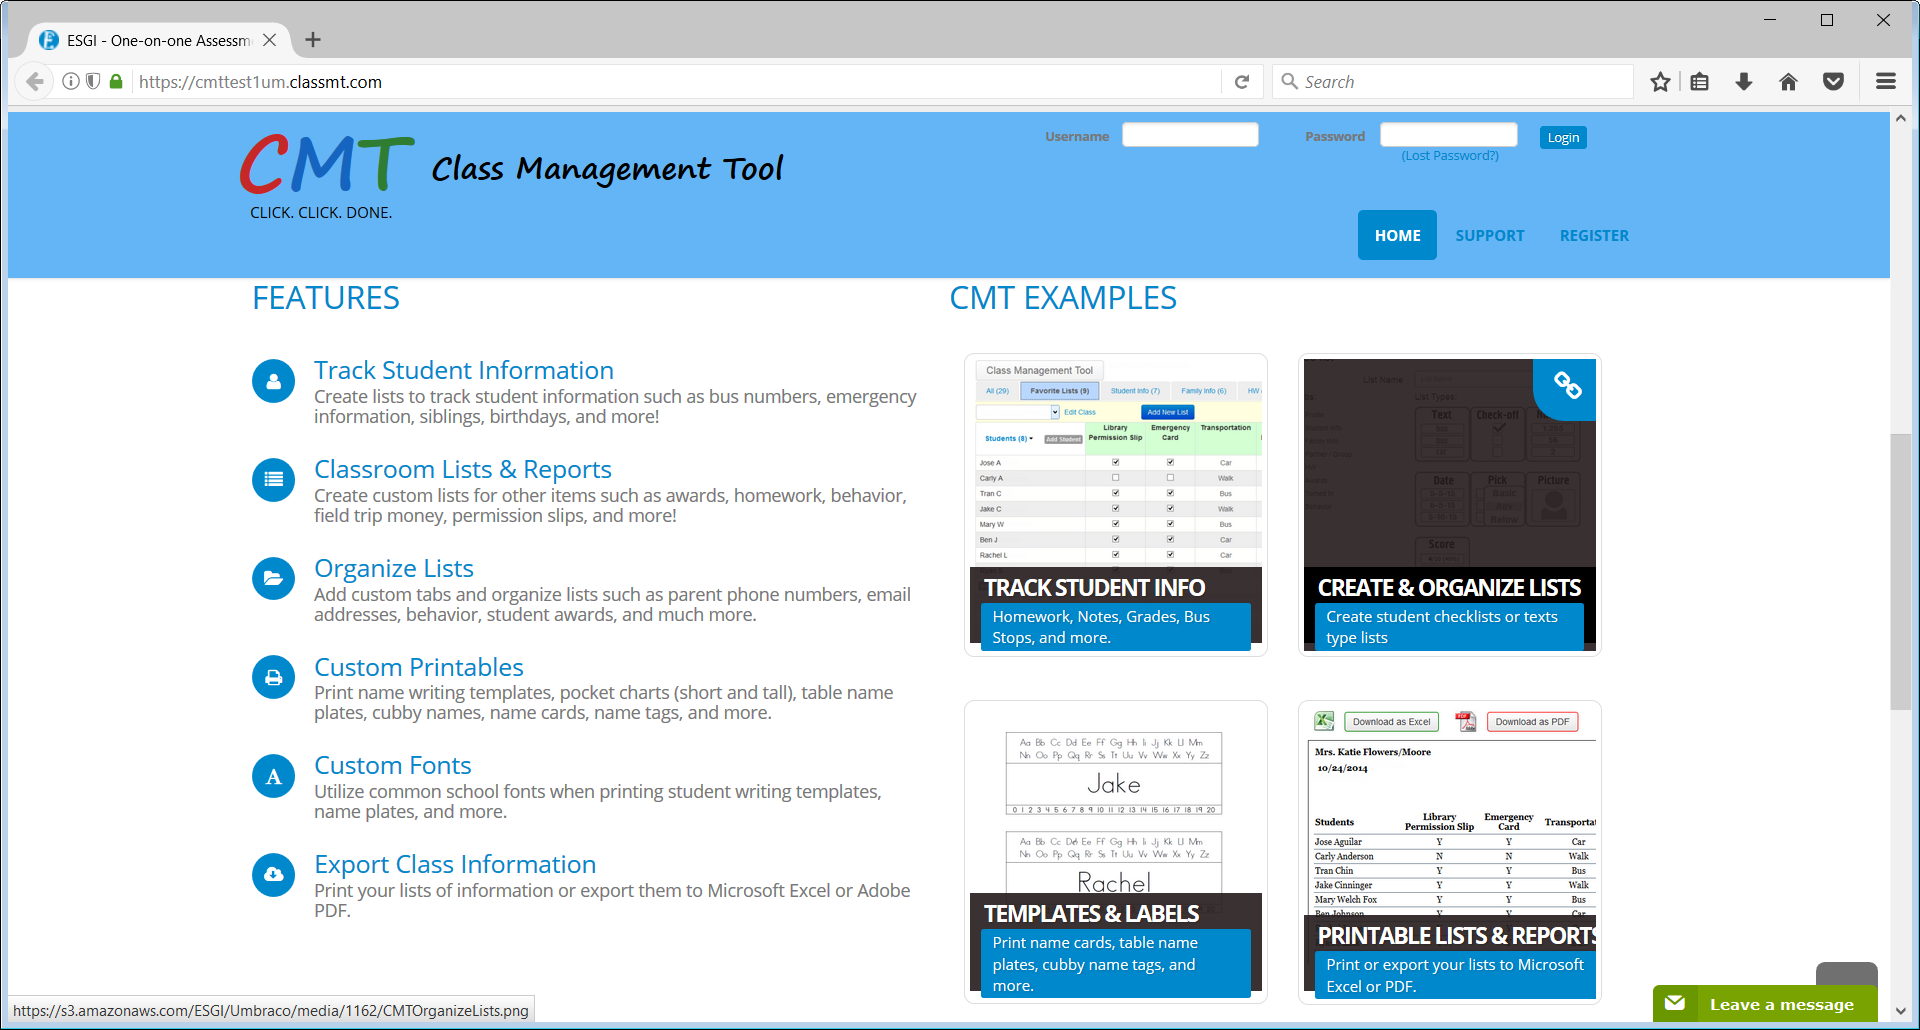 ESGI - One-on-one Assessm
https://cmttest1um.classmt.com
Search
CMT Class Management Tool
CLICK. CLICK. DONE.
Username
Password
Login
(Lost Password?)
HOME
SUPPORT
REGISTER
FEATURES
Track Student Information
Create lists to track student information such as bus numbers, emergency
information, siblings, birthdays, and more!
Classroom Lists & Reports
Create custom lists for other items such as awards, homework, behavior,
field trip money, permission slips, and more!
Organize Lists
Add custom tabs and organize lists such as parent phone numbers, email
addresses, behavior, student awards, and much more.
Custom Printables
Print name writing templates, pocket charts (short and tall), table name
plates, cubby names, name cards, name tags, and more.
A
Custom Fonts
Utilize common school fonts when printing student writing templates,
name plates, and more.
Export Class Information
Print your lists of information or export them to Microsoft Excel or Adobe
PDF.
CMT EXAMPLES
Class Management Tool
All (29) Favorite Lists (9) Student Info (7) Family Info (6) HW
Edit Class Add New List
Students (8) Add Student Library Permission Slip Emergency Card Transportation
Jose A Car
Carly A Walk
Tran C Bus
Jake C Walk
Mary W Bus
Ben J Car
Rachel L Car
TRACK STUDENT INFO
Homework, Notes, Grades, Bus
Stops, and more.
List Name
List Types:
Text Check-off
Date Pick Picture
Basic
Below
Score
CREATE & ORGANIZE LISTS
Create student checklists or texts
type lists
Aa Bb Cc Dd Ee Ff Gg Hh Ii Jj Kk Ll Mm
Nn Oo Pp Qq Rr Ss Tt Uu Vv Ww Xx Yy Zz
Jake
0 1 2 3 4 5 6 7 8 9 10 11 12 13 14 15 16 17 18 19 20
Aa Bb Cc Dd Ee Ff Gg Hh Ii Jj Kk Ll Mm
Nn Oo Pp Qq Rr Ss Tt Uu Vv Ww Xx Yy Zz
Rachel
TEMPLATES & LABELS
Print name cards, table name
plates, cubby name tags, and
more.
Download as Excel
PDF
Download as PDF
Mrs. Katie Flowers/Moore
10/24/2014
Students Library Permission Slip Emergency Card Transportat
Jose Aguilar Y Y Car
Carly Anderson N N Walk
Tran Chin Y Y Bus
Jake Cinninger Y Y Walk
Mary Welch Fox Y Y Bus
Ben Johnson Y Y Car
PRINTABLE LISTS & REPORTS
Print or export your lists to Microsoft
Excel or PDF.
Leave a message
https://s3.amazonaws.com/ESGI/Umbraco/media/1162/CMTOrganizeLists.png